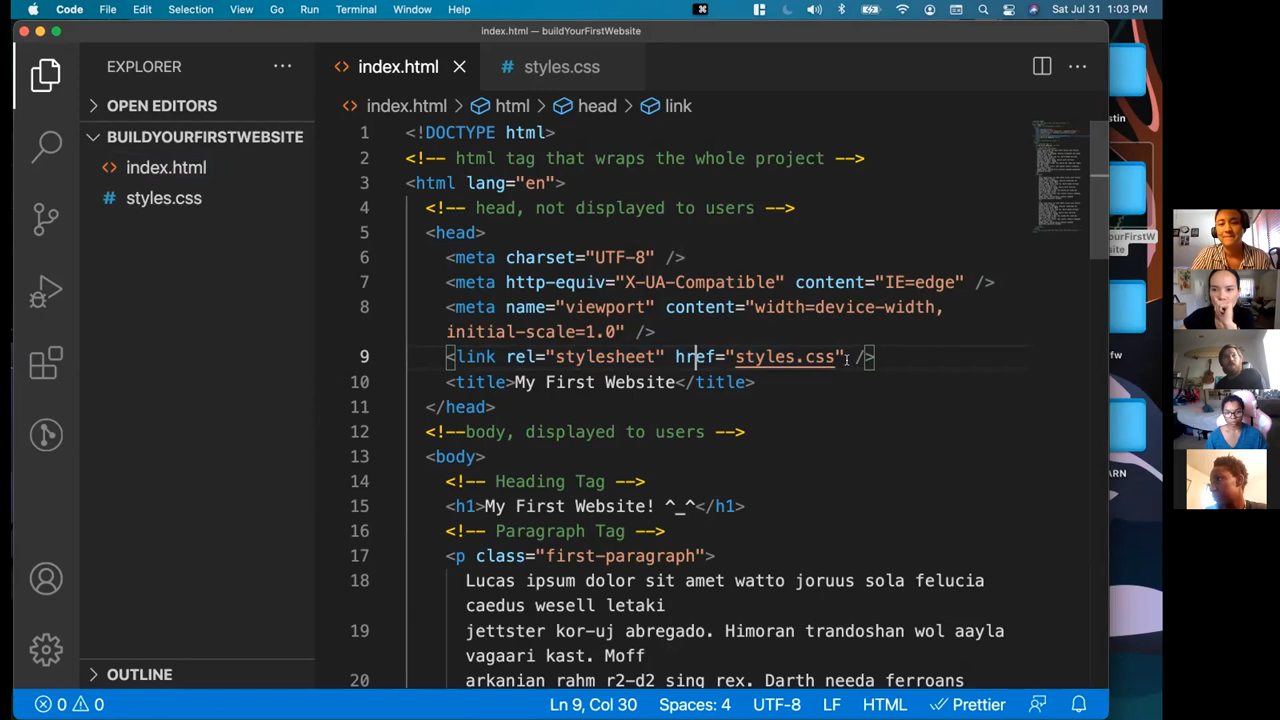 Code File Edit Selection View Go Run Terminal Window Help Sat Jul 31 1:03 PM
index.html — buildYourFirstWebsite
EXPLORER
index.html
styles.css
OPEN EDITORS
index.html > html > head > link
BUILDYOURFIRSTWEBSITE
index.html
styles.css
1 <!DOCTYPE html>
2 <!-- html tag that wraps the whole project -->
3 <html lang="en">
4 <!-- head, not displayed to users -->
5 <head>
6 <meta charset="UTF-8" />
7 <meta http-equiv="X-UA-Compatible" content="IE=edge" />
8 <meta name="viewport" content="width=device-width,
initial-scale=1.0" />
9 <link rel="stylesheet" href="styles.css" />
10 <title>My First Website</title>
11 </head>
12 <!--body, displayed to users -->
13 <body>
14 <!-- Heading Tag -->
15 <h1>My First Website! ^_^</h1>
16 <!-- Paragraph Tag -->
17 <p class="first-paragraph">
18 Lucas ipsum dolor sit amet watto joruus sola felucia
caedus wesell letaki
19 jettster kor-uj abregado. Himoran trandoshan wol aayla
vagaari kast. Moff
20 arkanian rahm r2-d2 sing rex. Darth needa ferroans
OUTLINE
0 0 Ln 9, Col 30 Spaces: 4 UTF-8 LF HTML Prettier